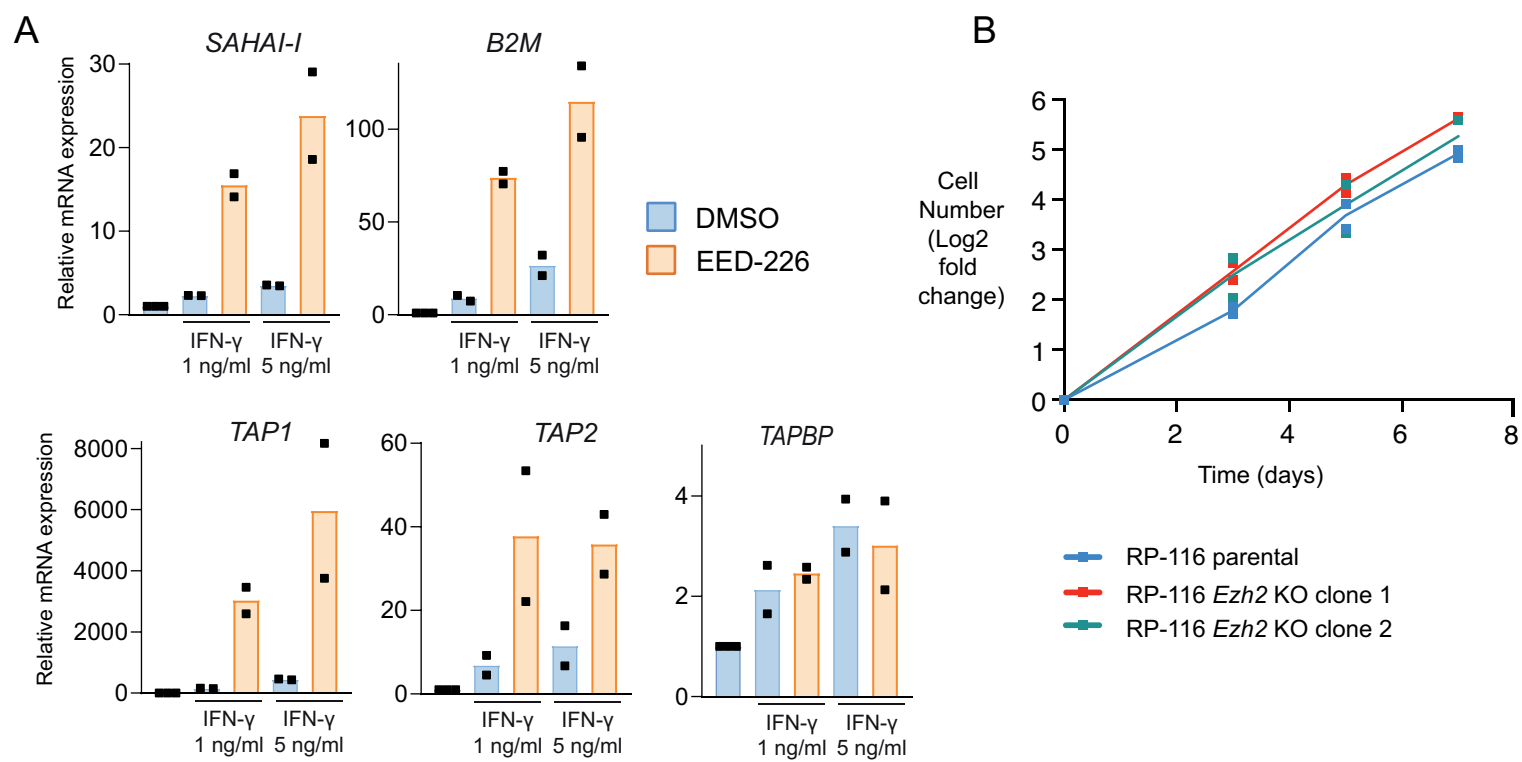 A
SAHAI-I
Relative mRNA expression
30
20
10
0
IFN-γ
1 ng/ml
IFN-γ
5 ng/ml
B2M
100
50
0
IFN-γ
1 ng/ml
IFN-γ
5 ng/ml
DMSO
EED-226
TAP1
Relative mRNA expression
8000
6000
4000
2000
0
IFN-γ
1 ng/ml
IFN-γ
5 ng/ml
TAP2
60
40
20
0
IFN-γ
1 ng/ml
IFN-γ
5 ng/ml
TAPBP
4
2
0
IFN-γ
1 ng/ml
IFN-γ
5 ng/ml
B
Cell
Number
(Log2
fold
change)
6
5
4
3
2
1
0
0 2 4 6 8
Time (days)
RP-116 parental
RP-116 Ezh2 KO clone 1
RP-116 Ezh2 KO clone 2